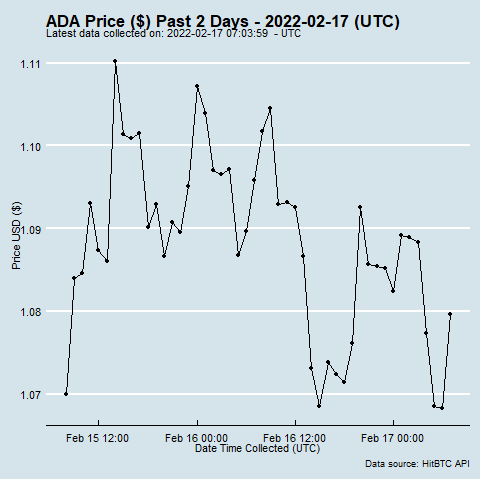 ADA Price ($) Past 2 Days - 2022-02-17 (UTC)
Latest data collected on: 2022-02-17 07:03:59 - UTC
1.11
1.10
1.09
1.08
1.07
Price USD ($)
Feb 15 12:00
Feb 16 00:00
Feb 16 12:00
Feb 17 00:00
Date Time Collected (UTC)
Data source: HitBTC API